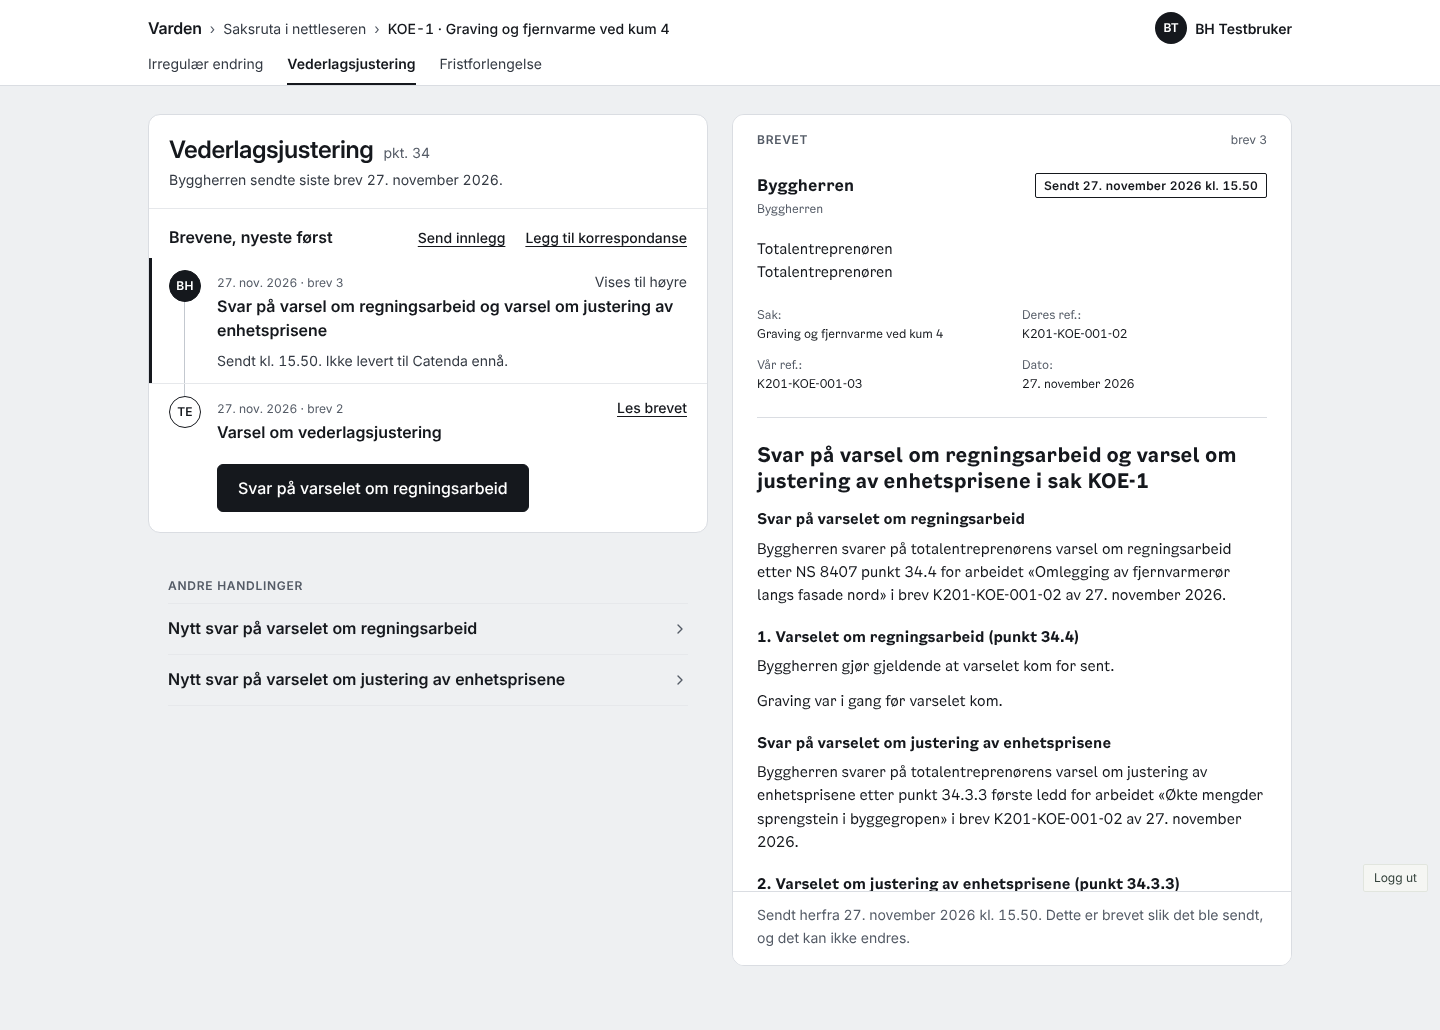 Varden › Saksruta i nettleseren › KOE-1 · Graving og fjernvarme ved kum 4
BT BH Testbruker
Irregulær endring Vederlagsjustering Fristforlengelse
Vederlagsjustering pkt. 34
Byggherren sendte siste brev 27. november 2026.
Brevene, nyeste først Send innlegg Legg til korrespondanse
BH 27. nov. 2026 · brev 3 Vises til høyre
Svar på varsel om regningsarbeid og varsel om justering av
enhetsprisene
Sendt kl. 15.50. Ikke levert til Catenda ennå.
TE 27. nov. 2026 · brev 2 Les brevet
Varsel om vederlagsjustering
Svar på varselet om regningsarbeid
ANDRE HANDLINGER
Nytt svar på varselet om regningsarbeid
Nytt svar på varselet om justering av enhetsprisene
BREVET brev 3
Byggherren Sendt 27. november 2026 kl. 15.50
Byggherren
Totalentreprenøren
Totalentreprenøren
Sak: Deres ref.:
Graving og fjernvarme ved kum 4 K201-KOE-001-02
Vår ref.: Dato:
K201-KOE-001-03 27. november 2026
Svar på varsel om regningsarbeid og varsel om
justering av enhetsprisene i sak KOE-1
Svar på varselet om regningsarbeid
Byggherren svarer på totalentreprenørens varsel om regningsarbeid
etter NS 8407 punkt 34.4 for arbeidet «Omlegging av fjernvarmerør
langs fasade nord» i brev K201-KOE-001-02 av 27. november 2026.
1. Varselet om regningsarbeid (punkt 34.4)
Byggherren gjør gjeldende at varselet kom for sent.
Graving var i gang før varselet kom.
Svar på varselet om justering av enhetsprisene
Byggherren svarer på totalentreprenørens varsel om justering av
enhetsprisene etter punkt 34.3.3 første ledd for arbeidet «Økte mengder
sprengstein i byggegropen» i brev K201-KOE-001-02 av 27. november
2026.
2. Varselet om justering av enhetsprisene (punkt 34.3.3)
Sendt herfra 27. november 2026 kl. 15.50. Dette er brevet slik det ble sendt,
og det kan ikke endres.
Logg ut